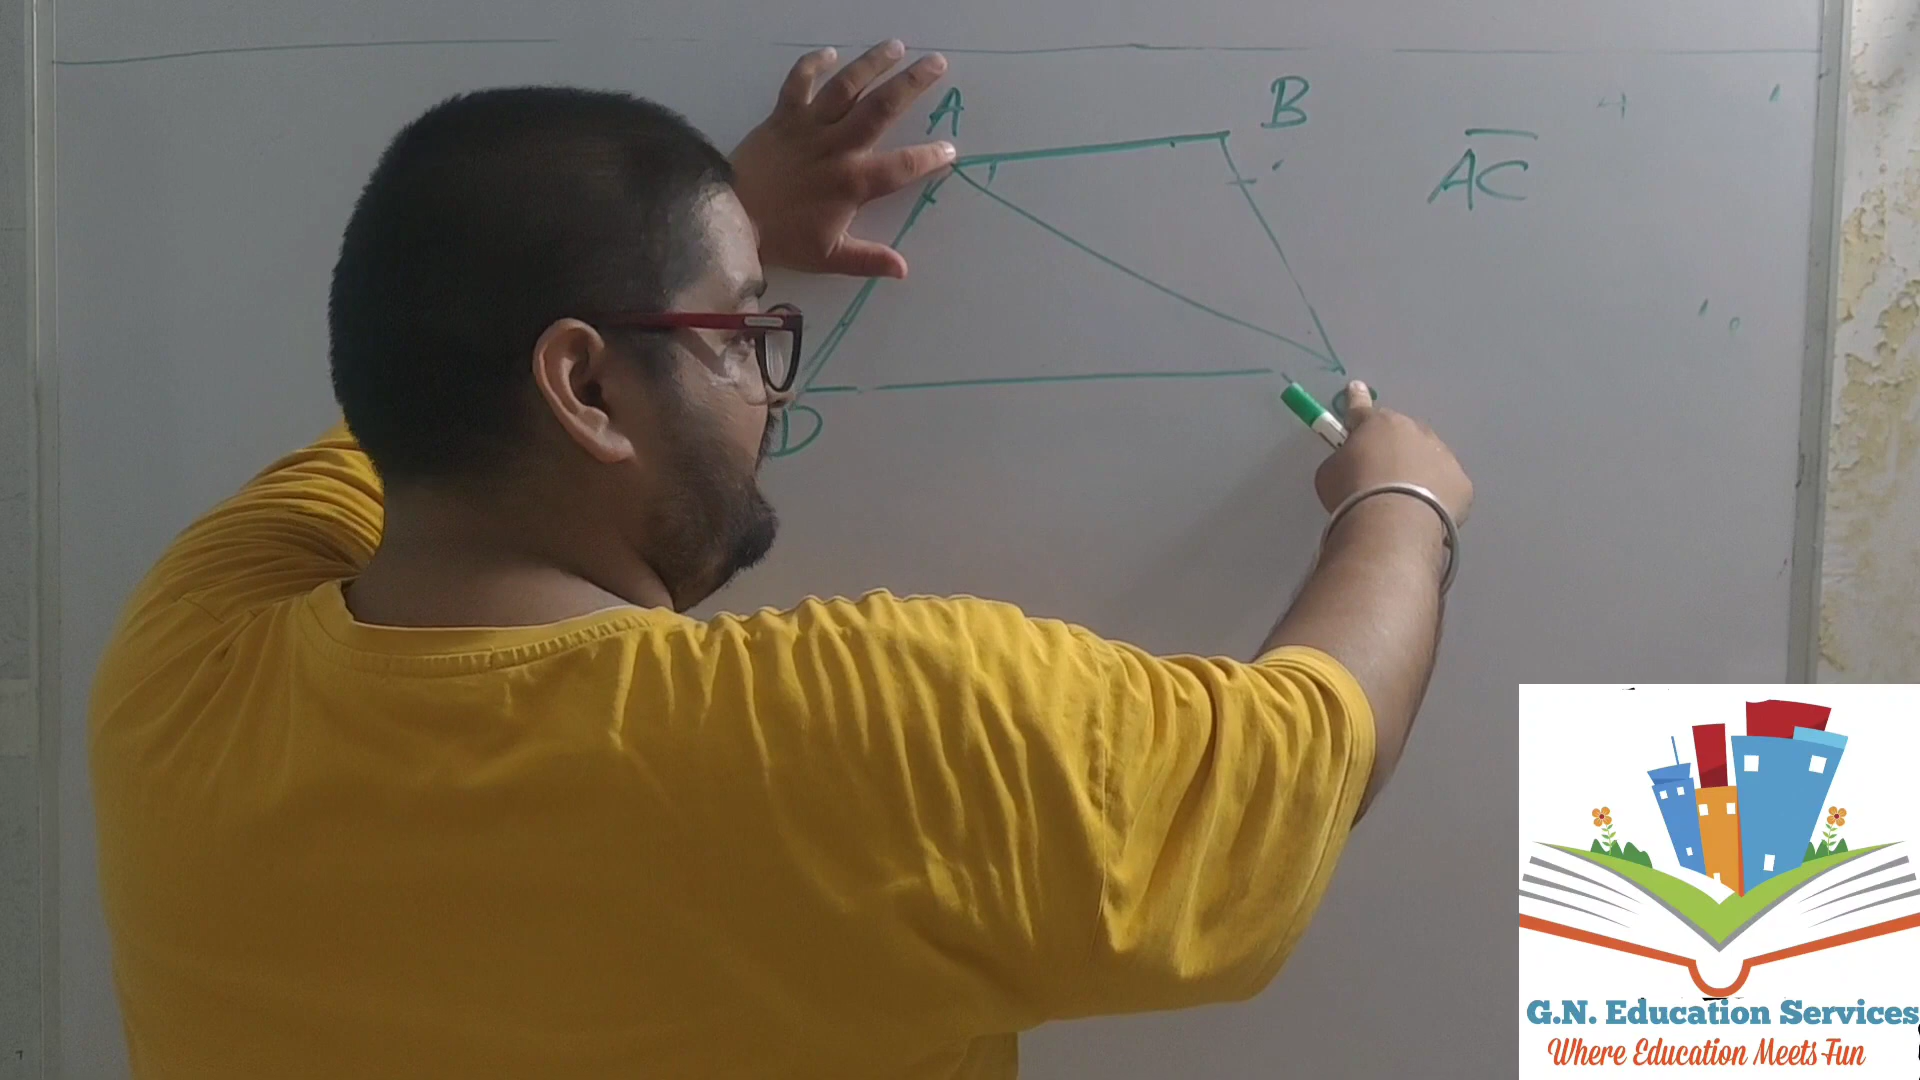 A
B
AC
D
G.N. Education Services
Where Education Meets Fun